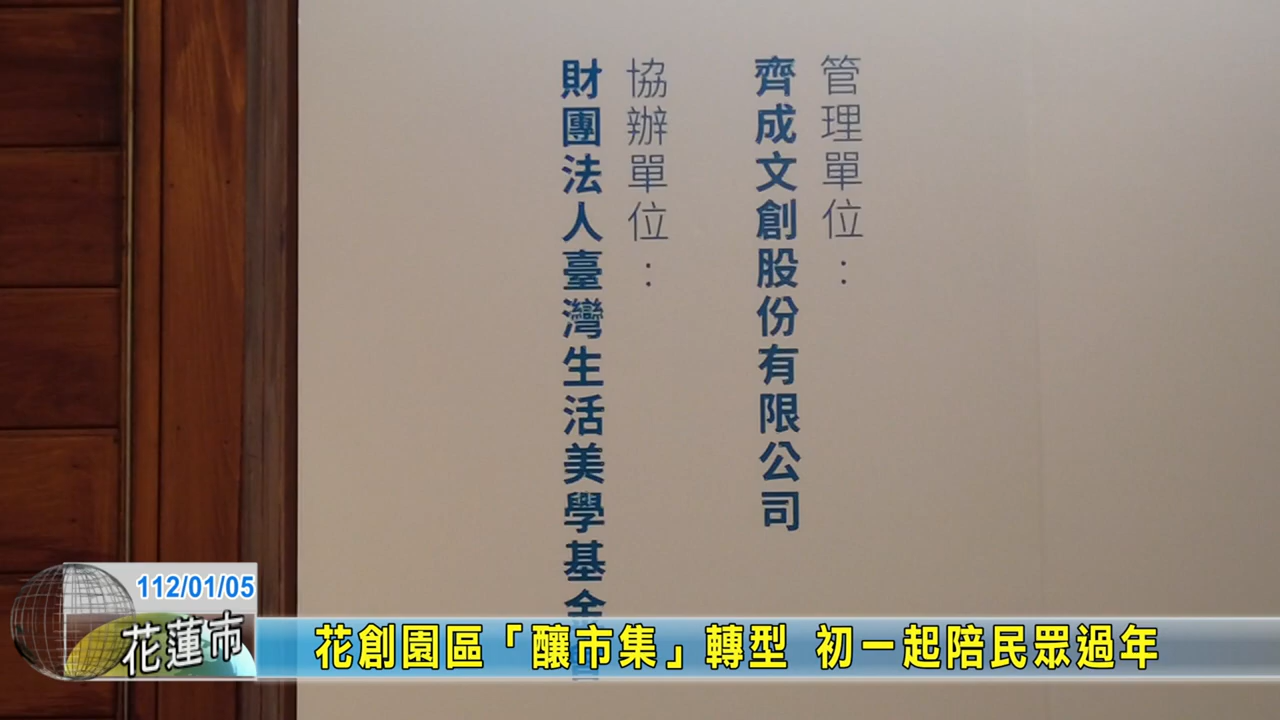 管理單位：
齊成文創股份有限公司
協辦單位：
財團法人臺灣生活美學基金會
112/01/05
花蓮市
花創園區「釀市集」轉型 初一起陪民眾過年